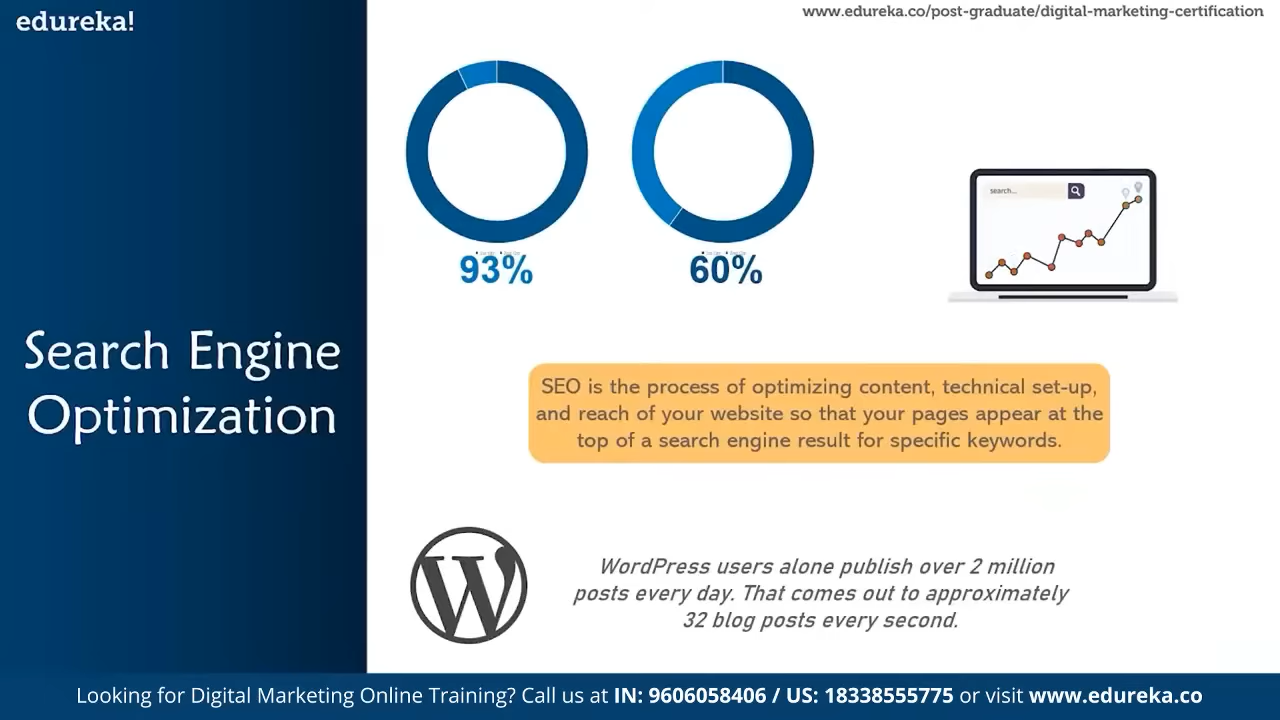 edureka!
www.edureka.co/post-graduate/digital-marketing-certification
93%
60%
search...
Search Engine
Optimization
SEO is the process of optimizing content, technical set-up,
and reach of your website so that your pages appear at the
top of a search engine result for specific keywords.
W
WordPress users alone publish over 2 million
posts every day. That comes out to approximately
32 blog posts every second.
Looking for Digital Marketing Online Training? Call us at IN: 9606058406 / US: 18338555775 or visit www.edureka.co